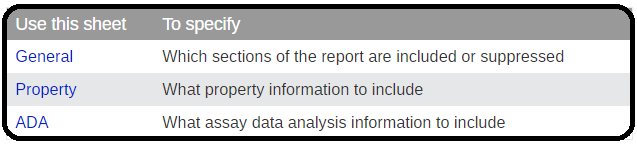 Use this sheet To specify
General Which sections of the report are included or suppressed
Property What property information to include
ADA What assay data analysis information to include